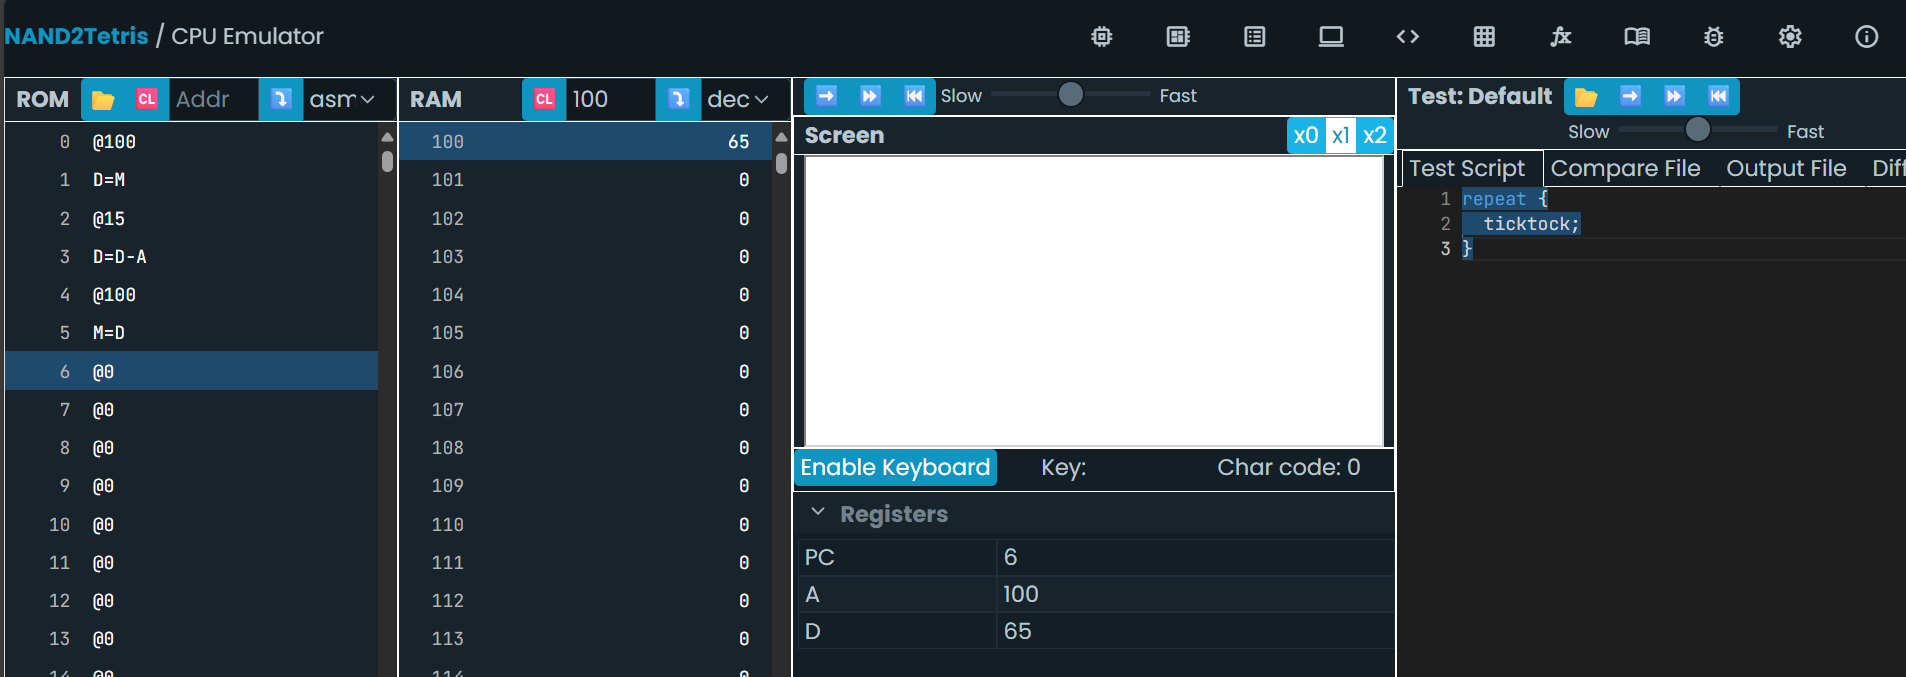 NAND2Tetris / CPU Emulator
ROM CL Addr asm
0 @100
1 D=M
2 @15
3 D=D-A
4 @100
5 M=D
6 @0
7 @0
8 @0
9 @0
10 @0
11 @0
12 @0
13 @0
14 @0
RAM CL 100 dec
100 65
101 0
102 0
103 0
104 0
105 0
106 0
107 0
108 0
109 0
110 0
111 0
112 0
113 0
114 0
Slow Fast
Screen x0 x1 x2
Enable Keyboard Key: Char code: 0
Registers
PC 6
A 100
D 65
Test: Default
Slow Fast
Test Script Compare File Output File Diff
1 repeat {
2 ticktock;
3 }